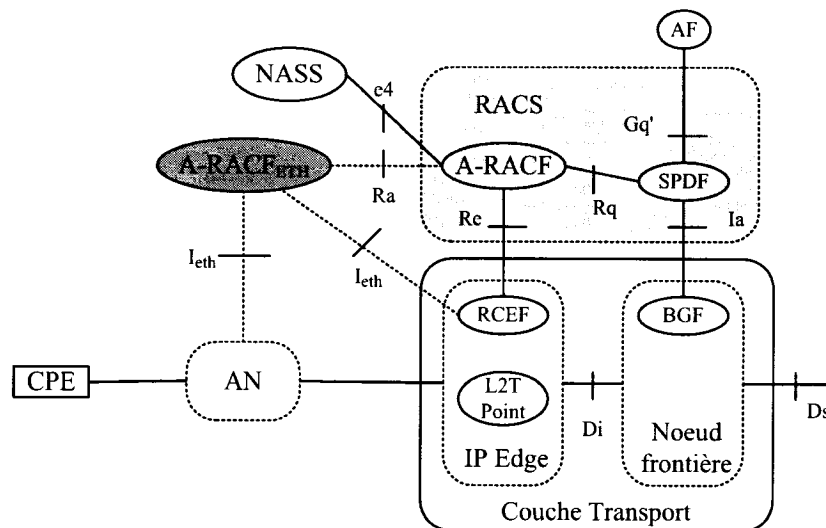 AF
NASS
e4
RACS
Gq'
A-RACF_ETH
A-RACF
SPDF
Ra
Rq
Re
Ia
I_eth
I_eth
RCEF
BGF
CPE
AN
L2T
Point
Di
Ds
IP Edge
Noeud
frontière
Couche Transport